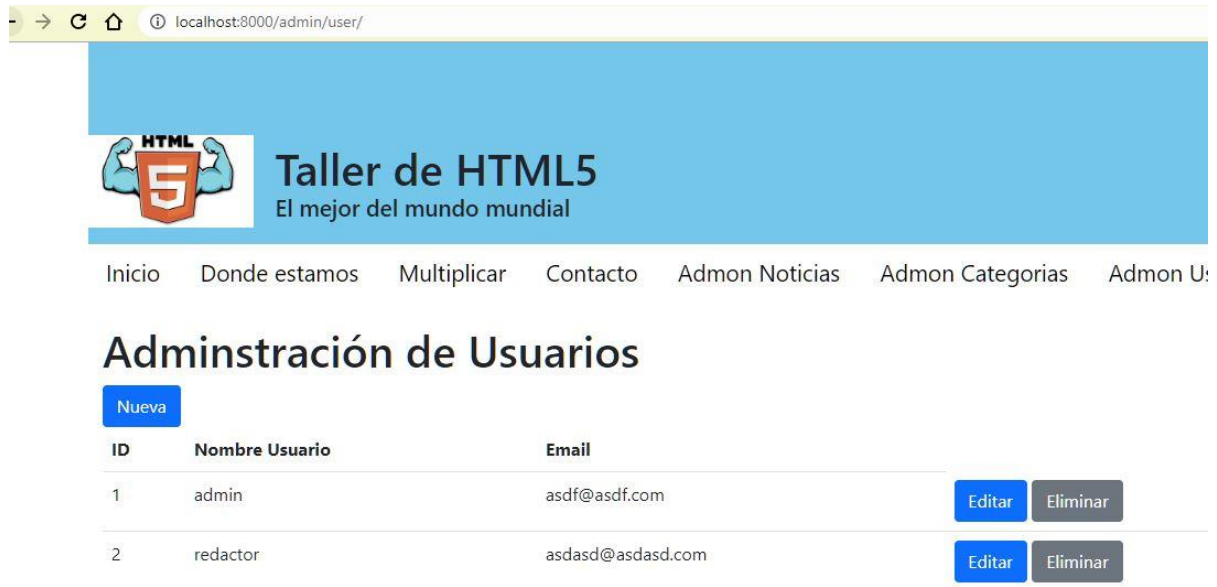 localhost:8000/admin/user/
HTML
5
Taller de HTML5
El mejor del mundo mundial
Inicio Donde estamos Multiplicar Contacto Admon Noticias Admon Categorias Admon Us
Adminstración de Usuarios
Nueva
ID Nombre Usuario Email
1 admin asdf@asdf.com Editar Eliminar
2 redactor asdasd@asdasd.com Editar Eliminar